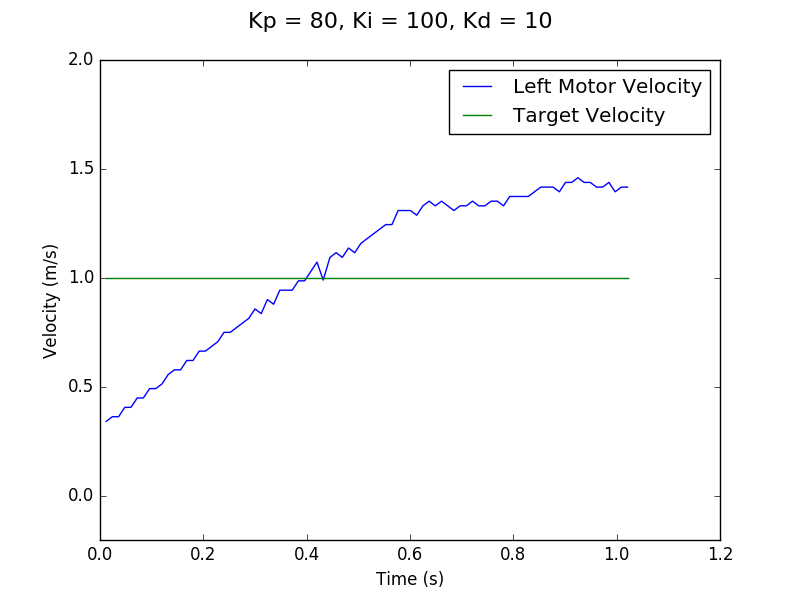 Kp = 80, Ki = 100, Kd = 10
2.0
Left Motor Velocity
Target Velocity
1.5
1.0
0.5
0.0
Velocity (m/s)
0.0 0.2 0.4 0.6 0.8 1.0 1.2
Time (s)